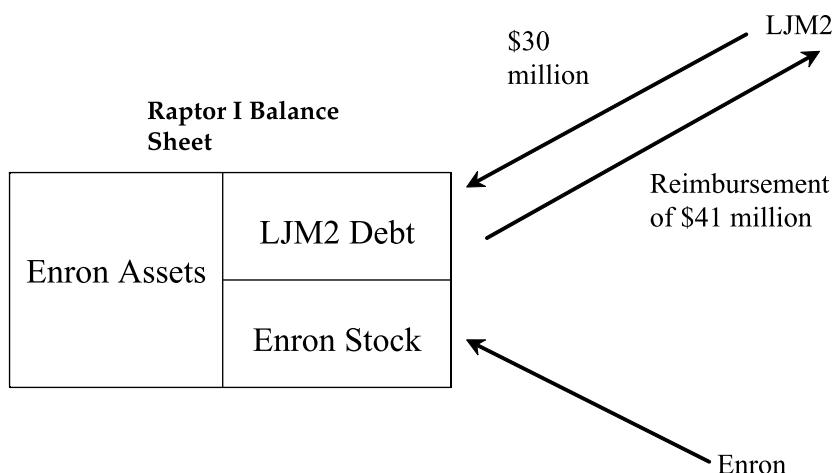 $30
million
LJM2
Raptor I Balance
Sheet
Reimbursement
of $41 million
LJM2 Debt
Enron Assets
Enron Stock
Enron